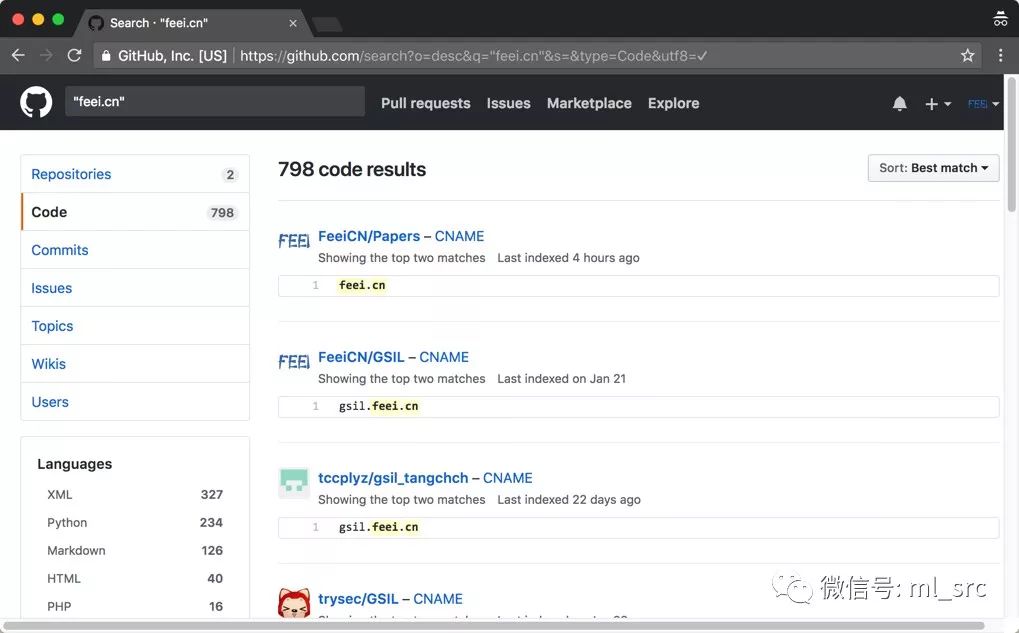 Search · "feei.cn"
GitHub, Inc. [US] https://github.com/search?o=desc&q="feei.cn"&s=&type=Code&utf8=✓
"feei.cn" Pull requests Issues Marketplace Explore FEEI
Repositories 2
Code 798
Commits
Issues
Topics
Wikis
Users
Languages
XML 327
Python 234
Markdown 126
HTML 40
PHP 16
798 code results
Sort: Best match
FEEI FeeiCN/Papers – CNAME
Showing the top two matches Last indexed 4 hours ago
1 feei.cn
FEEI FeeiCN/GSIL – CNAME
Showing the top two matches Last indexed on Jan 21
1 gsil.feei.cn
tccplyz/gsil_tangchch – CNAME
Showing the top two matches Last indexed 22 days ago
1 gsil.feei.cn
trysec/GSIL – CNAME
微信号: ml_src